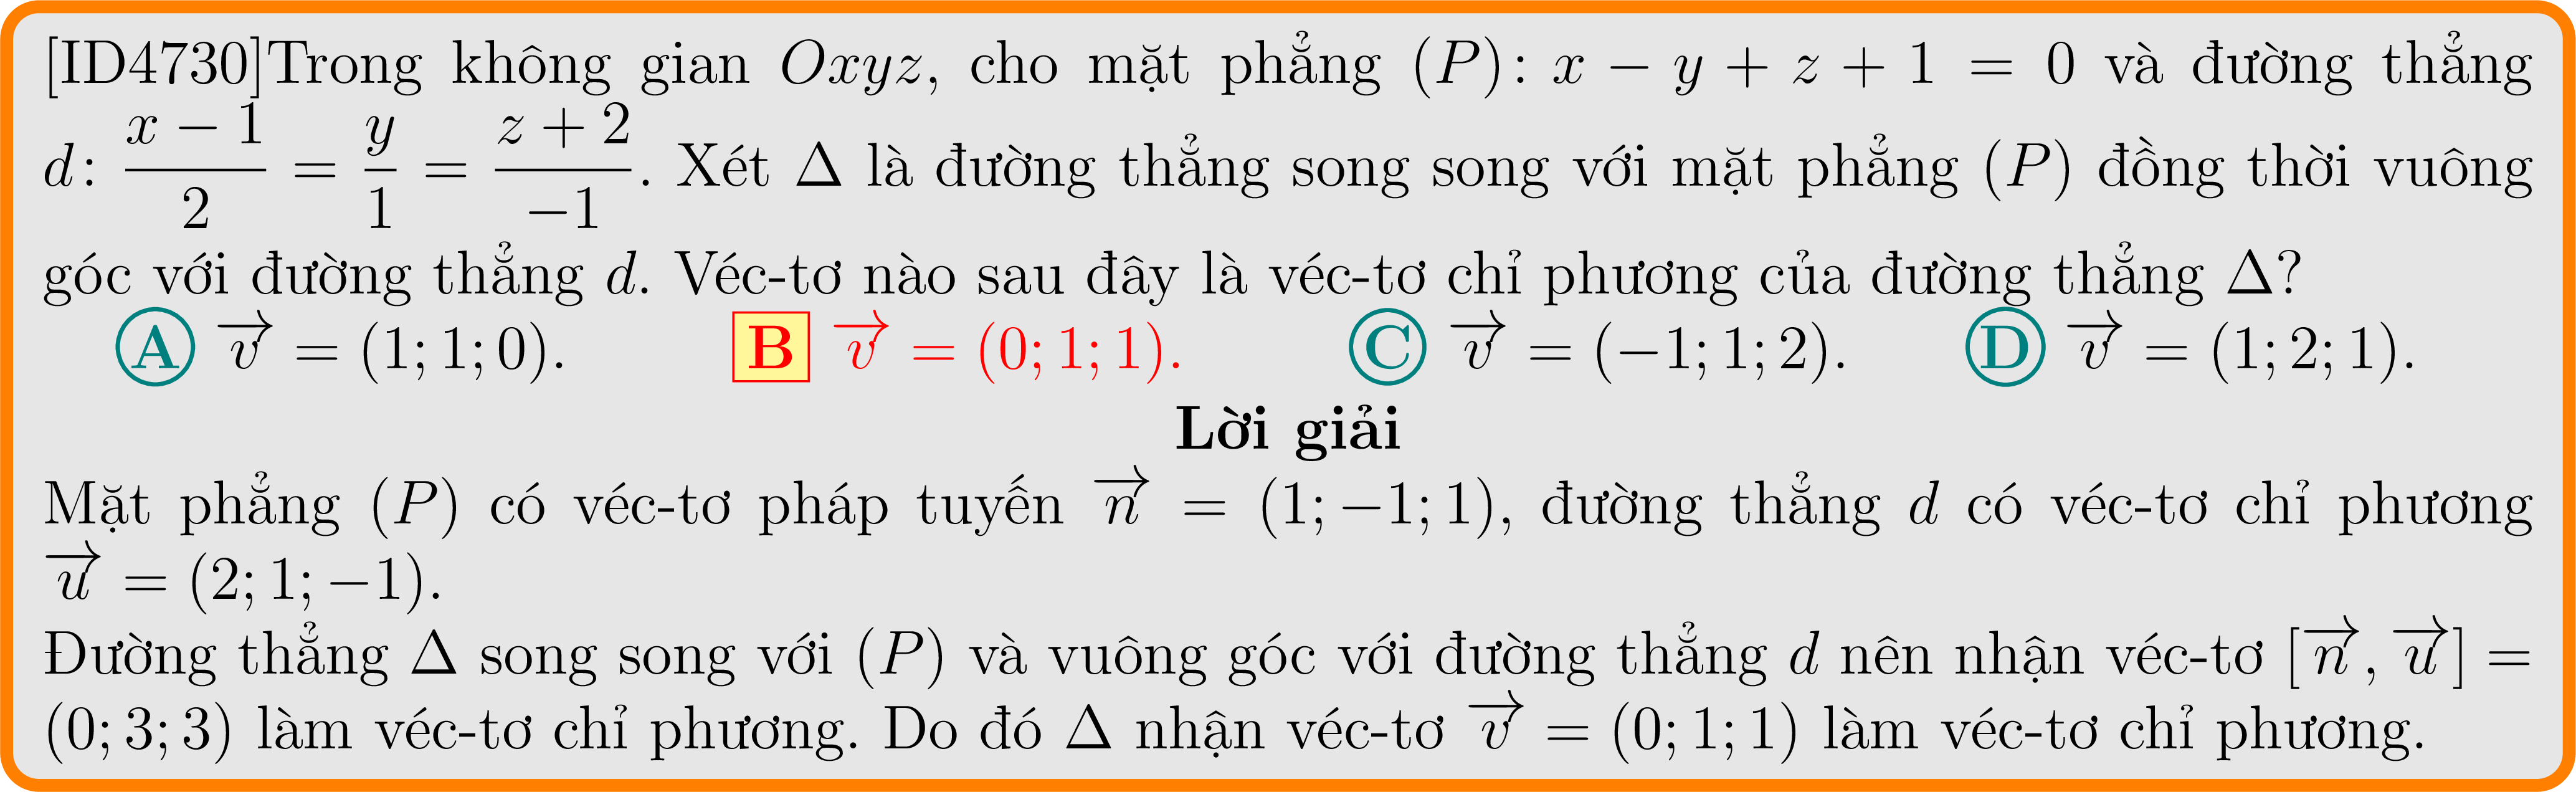 [ID4730]Trong không gian Oxyz, cho mặt phẳng (P): x − y + z + 1 = 0 và đường thẳng
d: \frac{x − 1}{2} = \frac{y}{1} = \frac{z + 2}{−1}. Xét Δ là đường thẳng song song với mặt phẳng (P) đồng thời vuông
góc với đường thẳng d. Véc-tơ nào sau đây là véc-tơ chỉ phương của đường thẳng Δ?
A \overrightarrow{v} = (1; 1; 0). B \overrightarrow{v} = (0; 1; 1). C \overrightarrow{v} = (−1; 1; 2). D \overrightarrow{v} = (1; 2; 1).
Lời giải
Mặt phẳng (P) có véc-tơ pháp tuyến \overrightarrow{n} = (1; −1; 1), đường thẳng d có véc-tơ chỉ phương
\overrightarrow{u} = (2; 1; −1).
Đường thẳng Δ song song với (P) và vuông góc với đường thẳng d nên nhận véc-tơ [\overrightarrow{n}, \overrightarrow{u}] =
(0; 3; 3) làm véc-tơ chỉ phương. Do đó Δ nhận véc-tơ \overrightarrow{v} = (0; 1; 1) làm véc-tơ chỉ phương.